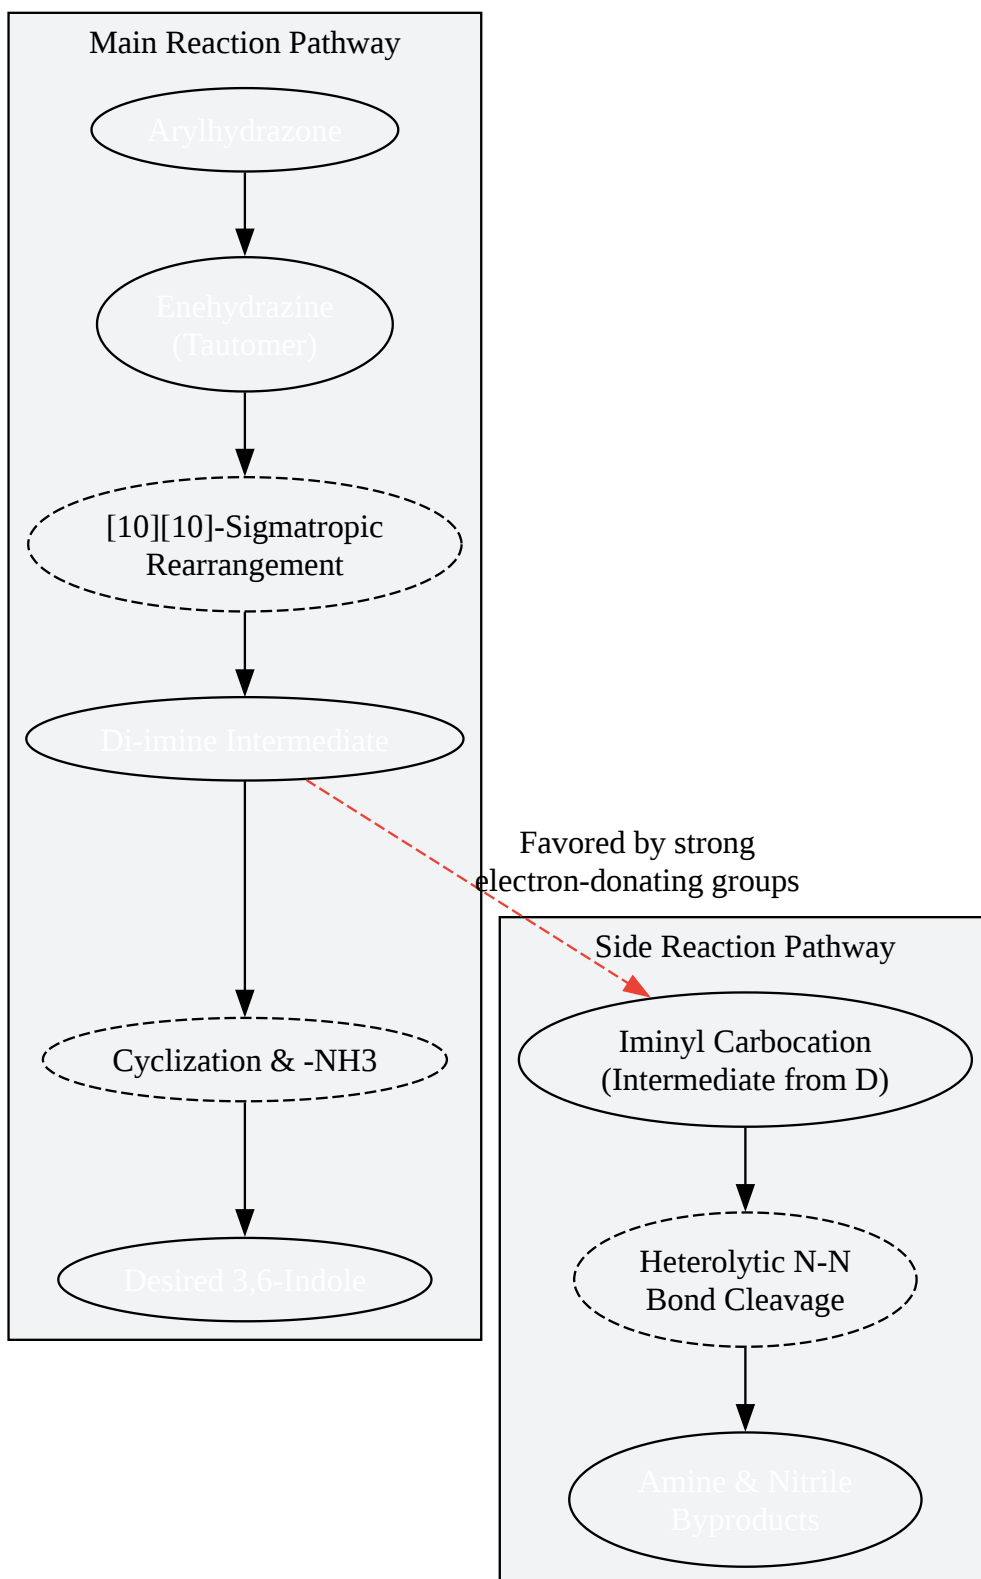 Main Reaction Pathway
Arylhydrazone
Enehydrazine
(Tautomer)
[10][10]-Sigmatropic
Rearrangement
Di-imine Intermediate
Favored by strong
electron-donating groups
Side Reaction Pathway
Iminyl Carbocation
(Intermediate from D)
Cyclization & -NH3
Heterolytic N-N
Bond Cleavage
Desired 3,6-Indole
Amine & Nitrile
Byproducts